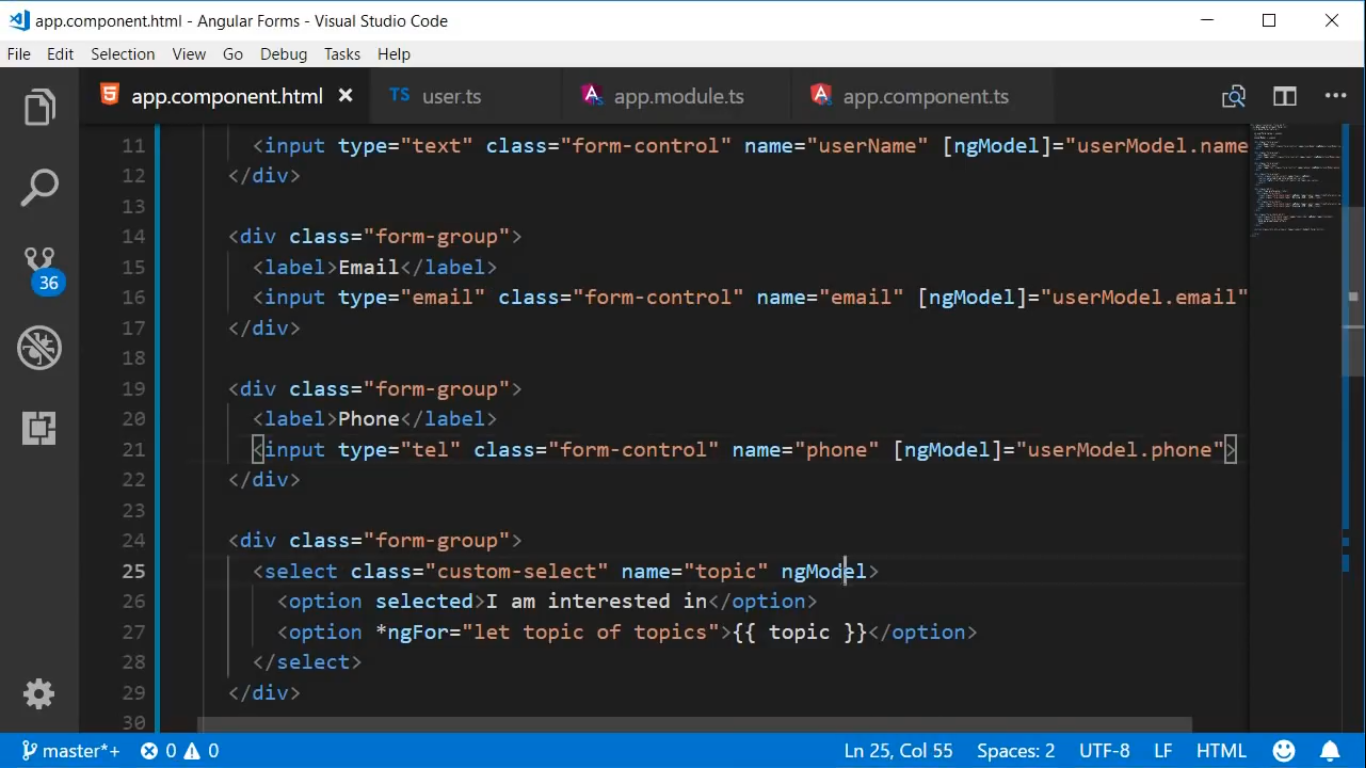 app.component.html - Angular Forms - Visual Studio Code
File Edit Selection View Go Debug Tasks Help
app.component.html TS user.ts app.module.ts app.component.ts
11 <input type="text" class="form-control" name="userName" [ngModel]="userModel.name
12 </div>
13
14 <div class="form-group">
15 <label>Email</label>
16 <input type="email" class="form-control" name="email" [ngModel]="userModel.email"
17 </div>
18
19 <div class="form-group">
20 <label>Phone</label>
21 <input type="tel" class="form-control" name="phone" [ngModel]="userModel.phone">
22 </div>
23
24 <div class="form-group">
25 <select class="custom-select" name="topic" ngModel>
26 <option selected>I am interested in</option>
27 <option *ngFor="let topic of topics">{{ topic }}</option>
28 </select>
29 </div>
30
36
master*+ 0 0 Ln 25, Col 55 Spaces: 2 UTF-8 LF HTML